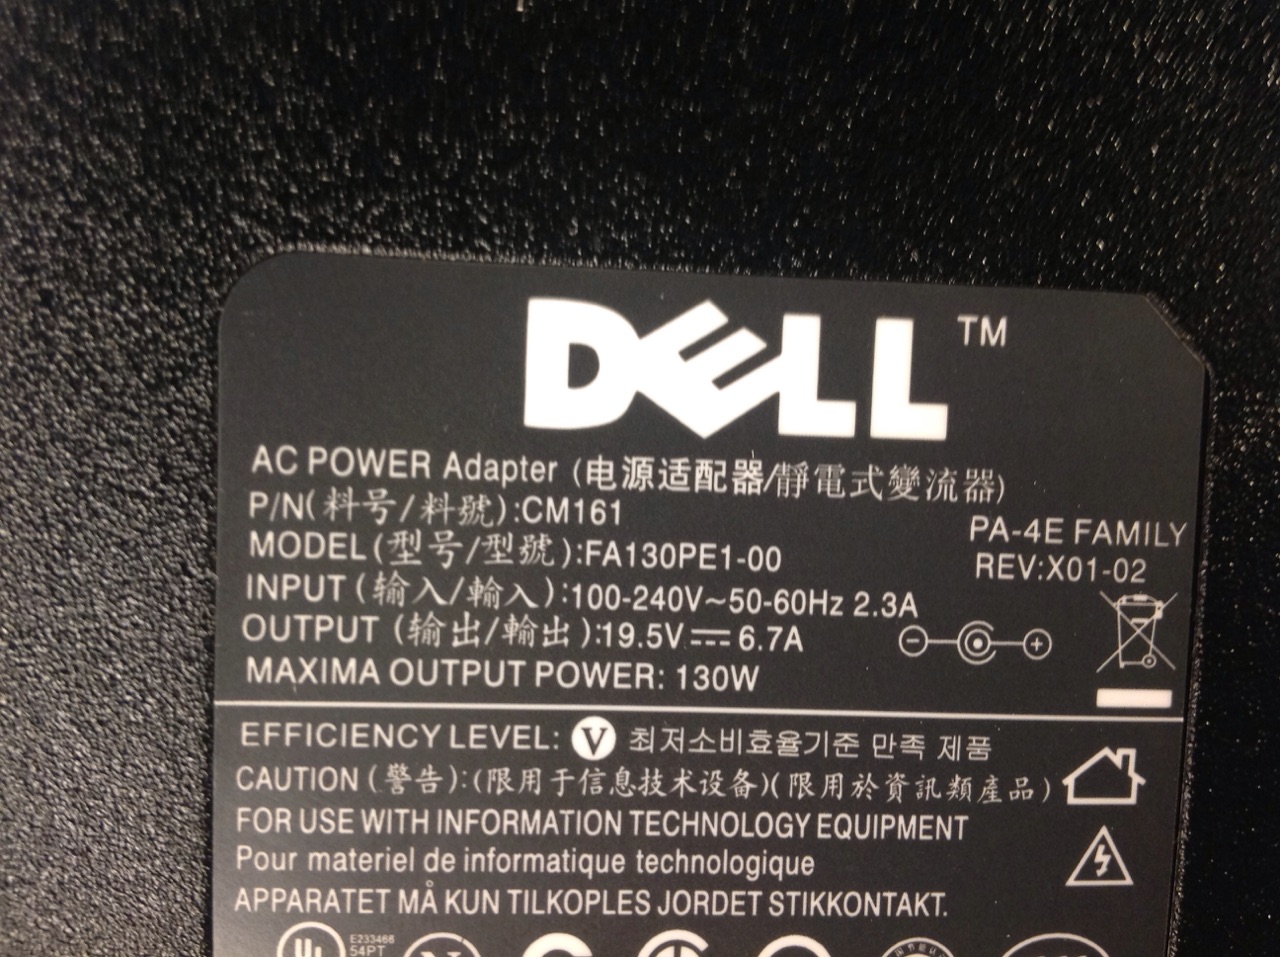 DELL™
AC POWER Adapter (电源适配器/靜電式變流器)
P/N(料号/料號):CM161
PA-4E FAMILY
MODEL(型号/型號):FA130PE1-00
REV:X01-02
INPUT (输入/輸入):100-240V~50-60Hz 2.3A
OUTPUT (输出/輸出):19.5V⎓6.7A
- +
MAXIMA OUTPUT POWER: 130W
EFFICIENCY LEVEL: V 최저소비효율기준 만족 제품
CAUTION (警告):(限用于信息技术设备)(限用於資訊類產品)
FOR USE WITH INFORMATION TECHNOLOGY EQUIPMENT
Pour materiel de informatique technologique
APPARATET MÅ KUN TILKOPLES JORDET STIKKONTAKT.
UL E233466
54PT